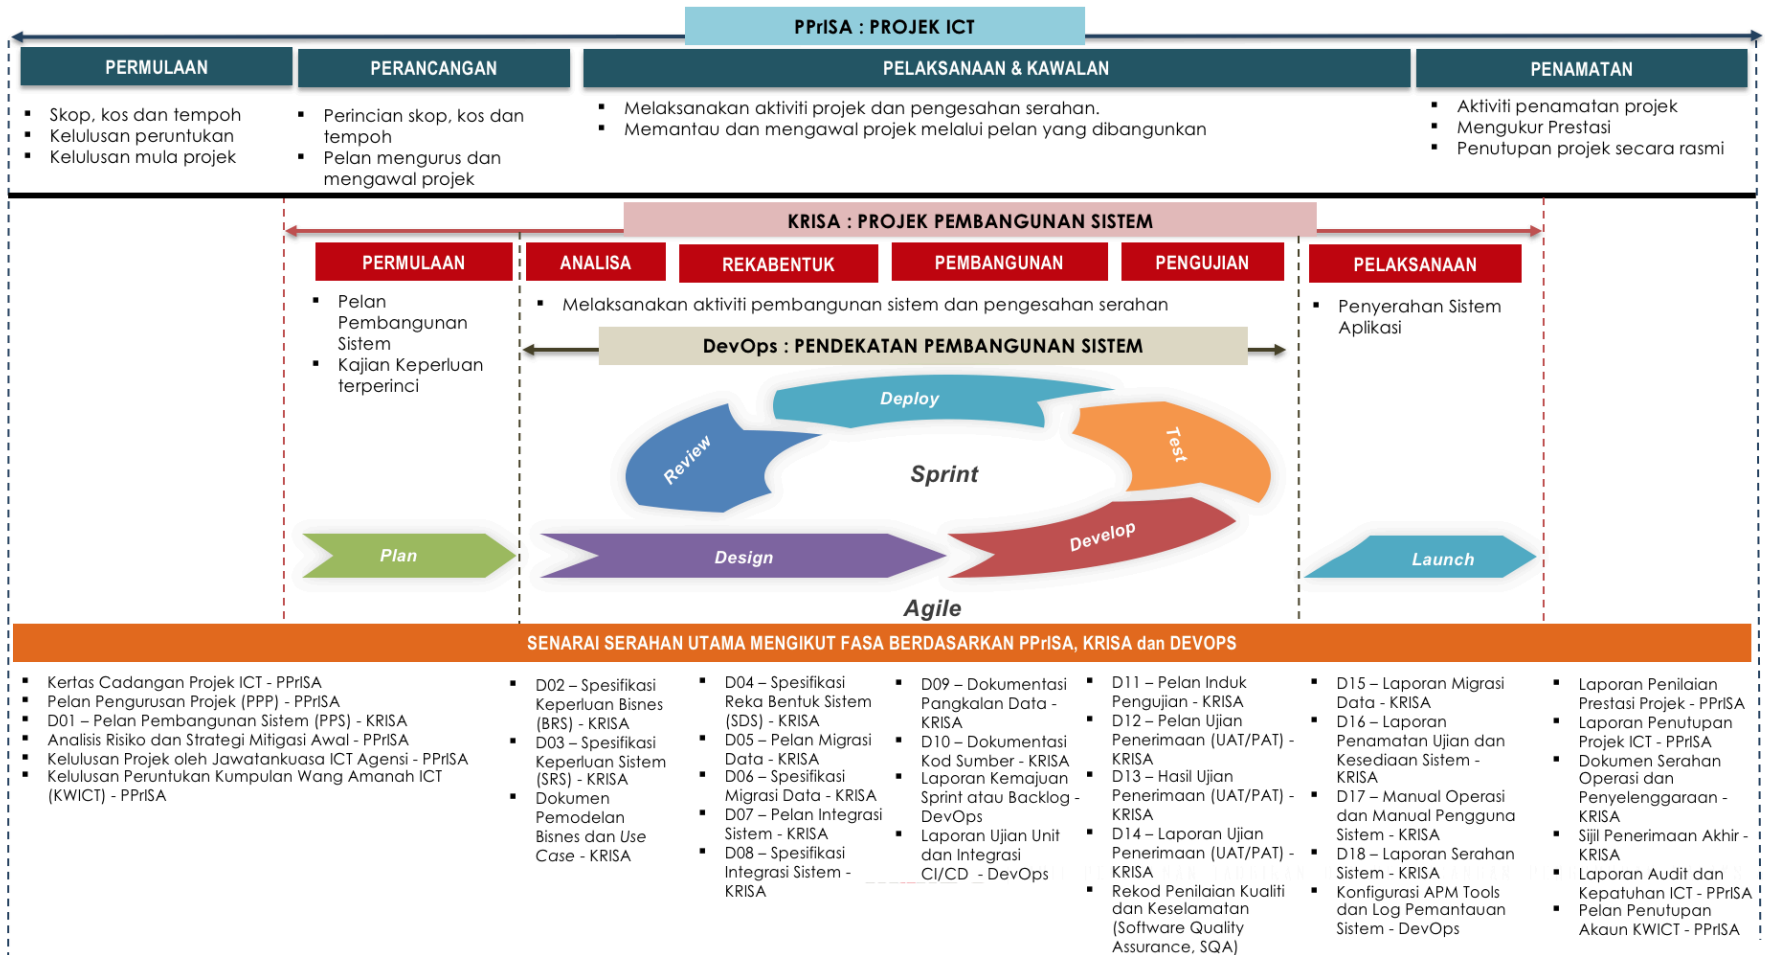 PPrISA : PROJEK ICT
PERMULAAN
PERANCANGAN
PELAKSANAAN & KAWALAN
PENAMATAN
Skop, kos dan tempoh
Kelulusan peruntukan
Kelulusan mula projek
Perincian skop, kos dan
tempoh
Pelan mengurus dan
mengawal projek
Melaksanakan aktiviti projek dan pengesahan serahan.
Memantau dan mengawal projek melalui pelan yang dibangunkan
Aktiviti penamatan projek
Mengukur Prestasi
Penutupan projek secara rasmi
KRISA : PROJEK PEMBANGUNAN SISTEM
PERMULAAN
ANALISA
REKABENTUK
PEMBANGUNAN
PENGUJIAN
PELAKSANAAN
Pelan
Pembangunan
Sistem
Kajian Keperluan
terperinci
Melaksanakan aktiviti pembangunan sistem dan pengesahan serahan
Penyerahan Sistem
Aplikasi
DevOps : PENDEKATAN PEMBANGUNAN SISTEM
Deploy
Review
Test
Sprint
Develop
Plan
Design
Launch
Agile
SENARAI SERAHAN UTAMA MENGIKUT FASA BERDASARKAN PPrISA, KRISA dan DEVOPS
Kertas Cadangan Projek ICT - PPrISA
Pelan Pengurusan Projek (PPP) - PPrISA
D01 – Pelan Pembangunan Sistem (PPS) - KRISA
Analisis Risiko dan Strategi Mitigasi Awal - PPrISA
Kelulusan Projek oleh Jawatankuasa ICT Agensi - PPrISA
Kelulusan Peruntukan Kumpulan Wang Amanah ICT
(KWICT) - PPrISA
D02 – Spesifikasi
Keperluan Bisnes
(BRS) - KRISA
D03 – Spesifikasi
Keperluan Sistem
(SRS) - KRISA
Dokumen
Pemodelan
Bisnes dan Use
Case - KRISA
D04 – Spesifikasi
Reka Bentuk Sistem
(SDS) - KRISA
D05 – Pelan Migrasi
Data - KRISA
D06 – Spesifikasi
Migrasi Data - KRISA
D07 – Pelan Integrasi
Sistem - KRISA
D08 – Spesifikasi
Integrasi Sistem -
KRISA
D09 – Dokumentasi
Pangkalan Data -
KRISA
D10 – Dokumentasi
Kod Sumber - KRISA
Laporan Kemajuan
Sprint atau Backlog -
DevOps
Laporan Ujian Unit
dan Integrasi
CI/CD - DevOps
D11 – Pelan Induk
Pengujian - KRISA
D12 – Pelan Ujian
Penerimaan (UAT/PAT) -
KRISA
D13 – Hasil Ujian
Penerimaan (UAT/PAT) -
KRISA
D14 – Laporan Ujian
Penerimaan (UAT/PAT) -
KRISA
Rekod Penilaian Kualiti
dan Keselamatan
(Software Quality
Assurance, SQA)
D15 – Laporan Migrasi
Data - KRISA
D16 – Laporan
Penamatan Ujian dan
Kesediaan Sistem -
KRISA
D17 – Manual Operasi
dan Manual Pengguna
Sistem - KRISA
D18 – Laporan Serahan
Sistem - KRISA
Konfigurasi APM Tools
dan Log Pemantauan
Sistem - DevOps
Laporan Penilaian
Prestasi Projek - PPrISA
Laporan Penutupan
Projek ICT - PPrISA
Dokumen Serahan
Operasi dan
Penyelenggaraan -
KRISA
Sijil Penerimaan Akhir -
KRISA
Laporan Audit dan
Kepatuhan ICT - PPrISA
Pelan Penutupan
Akaun KWICT - PPrISA